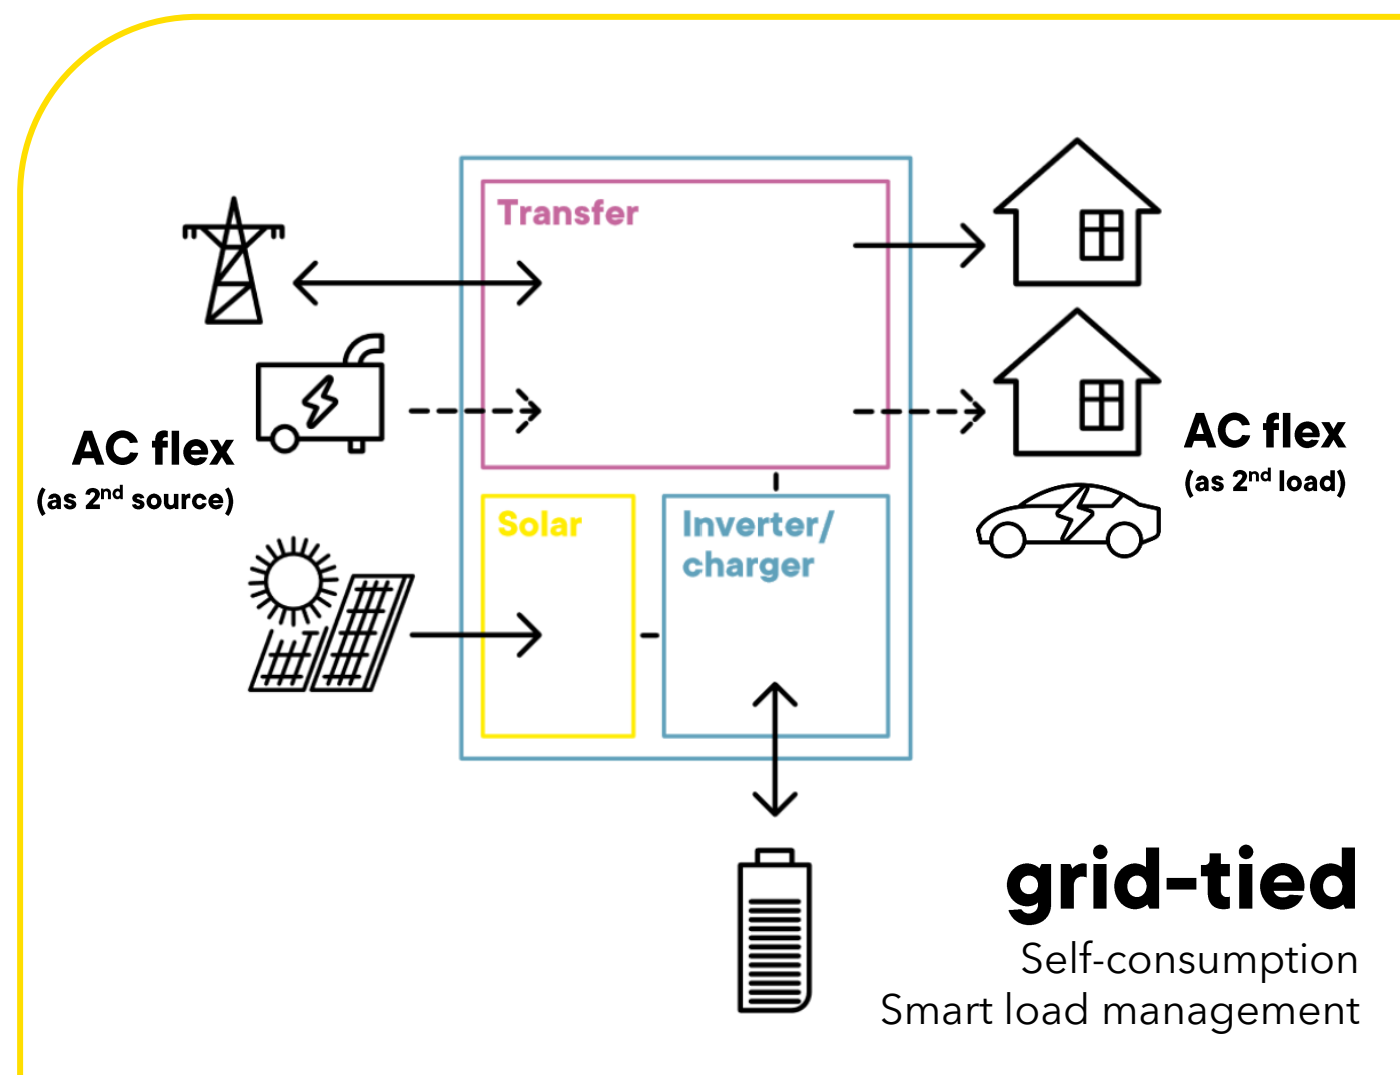 Transfer
AC flex
(as 2nd source)
AC flex
(as 2nd load)
Solar
Inverter/
charger
grid-tied
Self-consumption
Smart load management